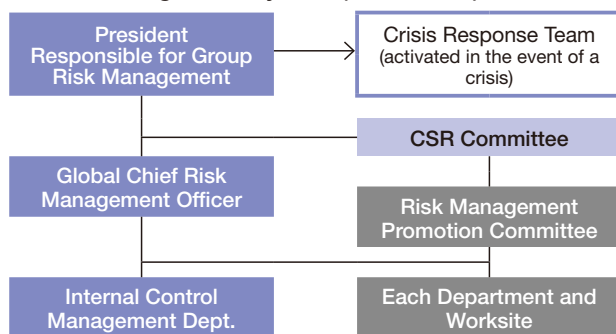 President
Responsible for Group
Risk Management
Crisis Response Team
(activated in the event of a
crisis)
CSR Committee
Global Chief Risk
Management Officer
Risk Management
Promotion Committee
Internal Control
Management Dept.
Each Department and
Worksite